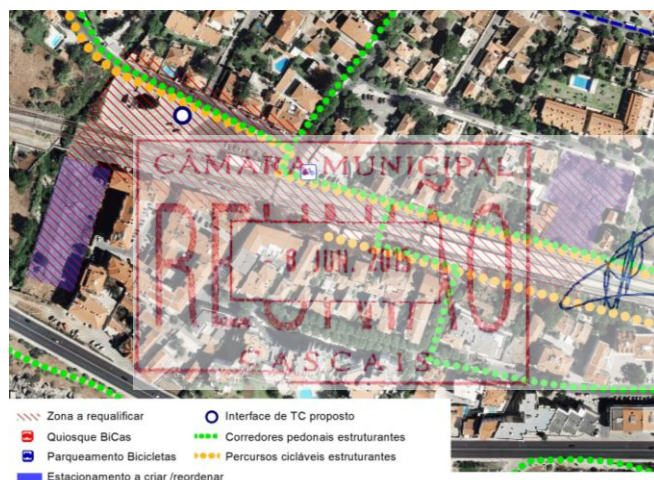 CÂMARA MUNICIPAL
REUNIÃO
8 JUN. 2015
CASCAIS
Zona a requalificar
Interface de TC proposto
Quiosque BiCas
Corredores pedonais estruturantes
Parqueamento Bicicletas
Percursos cicláveis estruturantes
Estacionamento a criar /reordenar